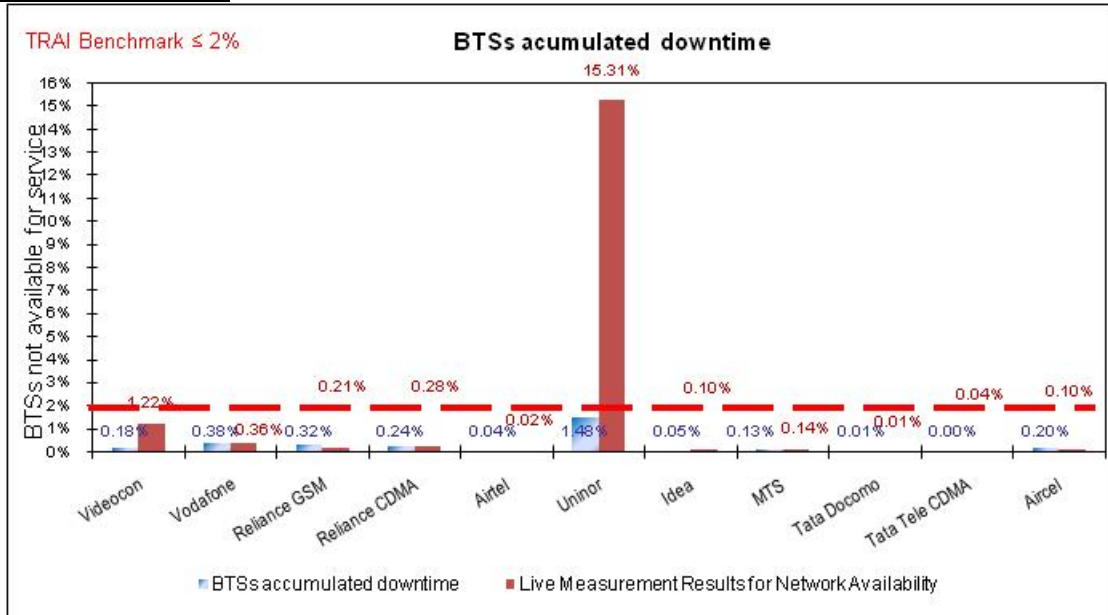 TRAI Benchmark ≤ 2%
BTSs acumulated downtime
BTSs not available for service
16%
15%
14%
13%
12%
11%
10%
9%
8%
7%
6%
5%
4%
3%
2%
1%
0%
15.31%
0.21%
0.28%
0.10%
0.04%
0.10%
1.22%
0.36%
0.02%
0.14%
0.01%
0.18%
0.38%
0.32%
0.24%
0.04%
1.48%
0.05%
0.13%
0.01%
0.00%
0.20%
Videocon
Vodafone
Reliance GSM
Reliance CDMA
Airtel
Uninor
Idea
MTS
Tata Docomo
Tata Tele CDMA
Aircel
BTSs accumulated downtime
Live Measurement Results for Network Availability